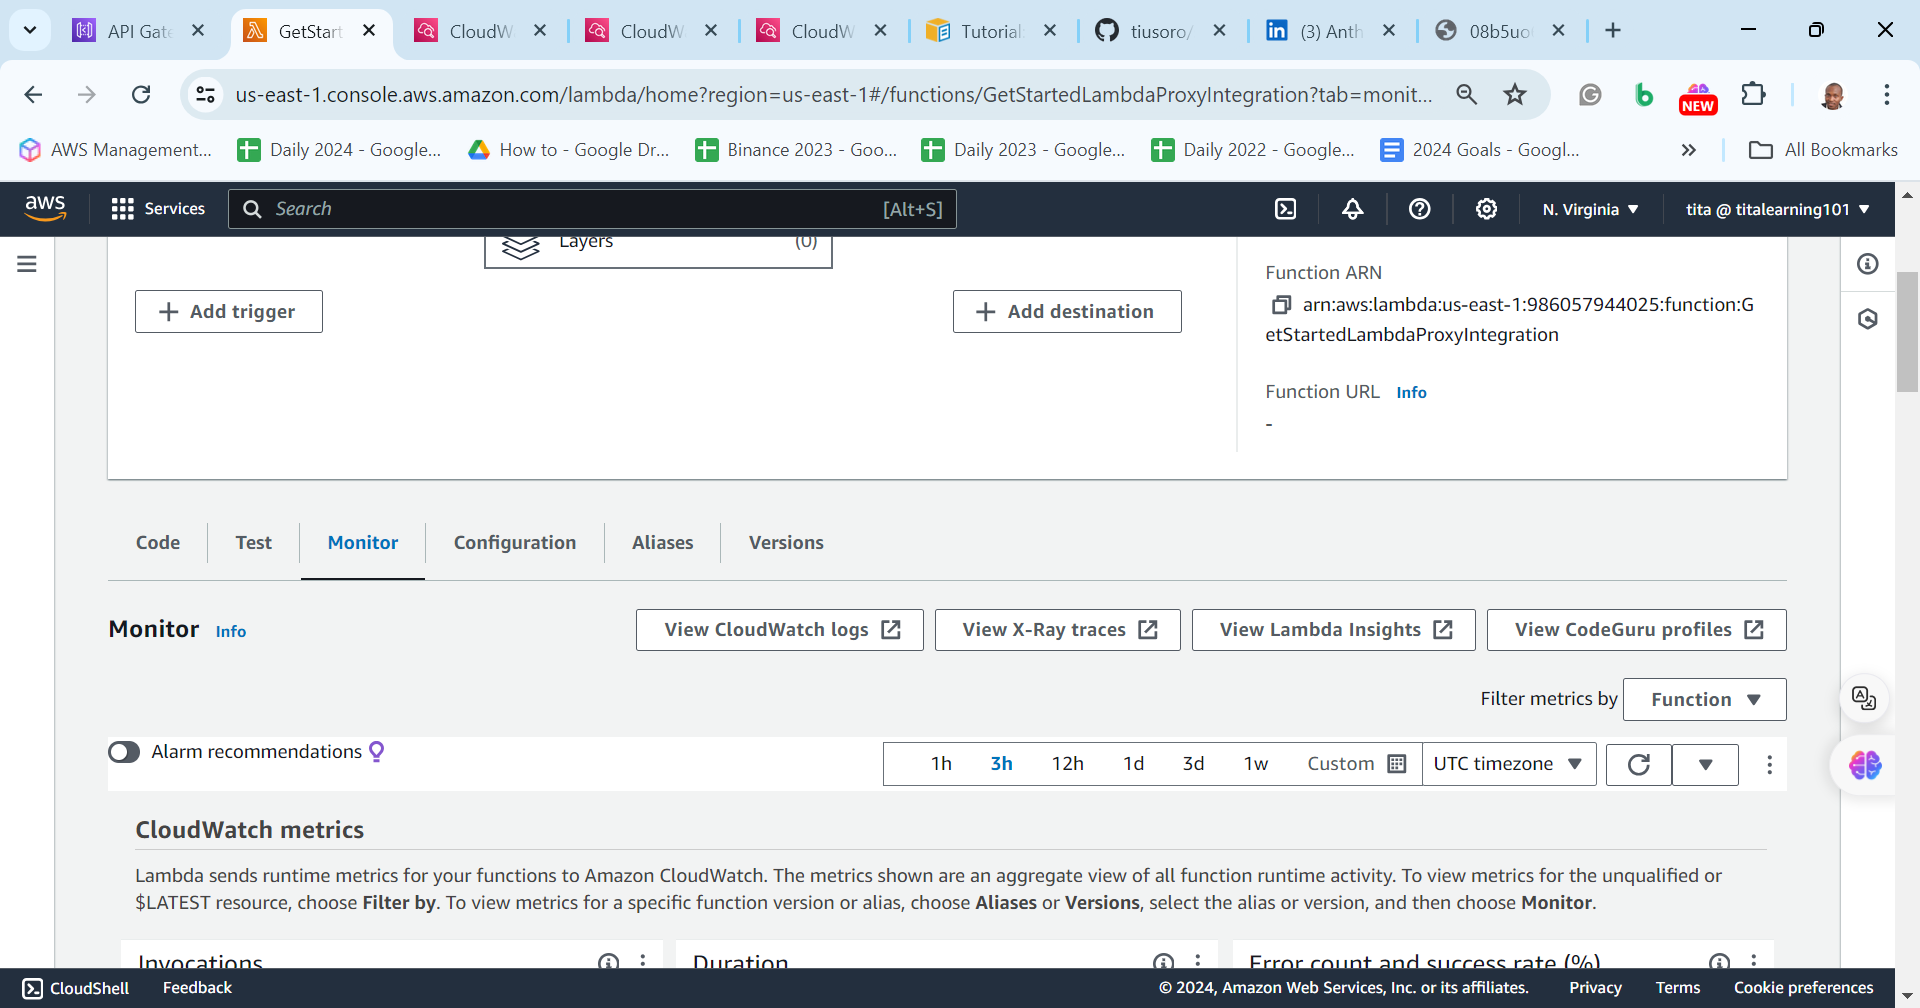 API Gate
GetStart
CloudW
CloudW
CloudW
Tutorial:
tiusoro/
(3) Anth
08b5uo
us-east-1.console.aws.amazon.com/lambda/home?region=us-east-1#/functions/GetStartedLambdaProxyIntegration?tab=monit...
NEW
AWS Management...
Daily 2024 - Google...
How to - Google Dr...
Binance 2023 - Goo...
Daily 2023 - Google...
Daily 2022 - Google...
2024 Goals - Googl...
All Bookmarks
aws
Services
Search
[Alt+S]
N. Virginia
tita @ titalearning101
Layers
(0)
Add trigger
Add destination
Function ARN
arn:aws:lambda:us-east-1:986057944025:function:G
etStartedLambdaProxyIntegration
Function URL Info
-
Code
Test
Monitor
Configuration
Aliases
Versions
Monitor Info
View CloudWatch logs
View X-Ray traces
View Lambda Insights
View CodeGuru profiles
Filter metrics by
Function
Alarm recommendations
1h
3h
12h
1d
3d
1w
Custom
UTC timezone
CloudWatch metrics
Lambda sends runtime metrics for your functions to Amazon CloudWatch. The metrics shown are an aggregate view of all function runtime activity. To view metrics for the unqualified or
$LATEST resource, choose Filter by. To view metrics for a specific function version or alias, choose Aliases or Versions, select the alias or version, and then choose Monitor.
Invocations
Duration
Error count and success rate (%)
CloudShell
Feedback
© 2024, Amazon Web Services, Inc. or its affiliates.
Privacy
Terms
Cookie preferences